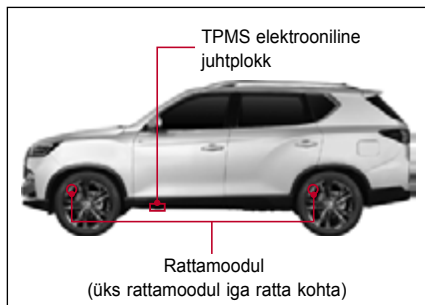 TPMS elektrooniline
juhtplokk
Rattamoodul
(üks rattamoodul iga ratta kohta)